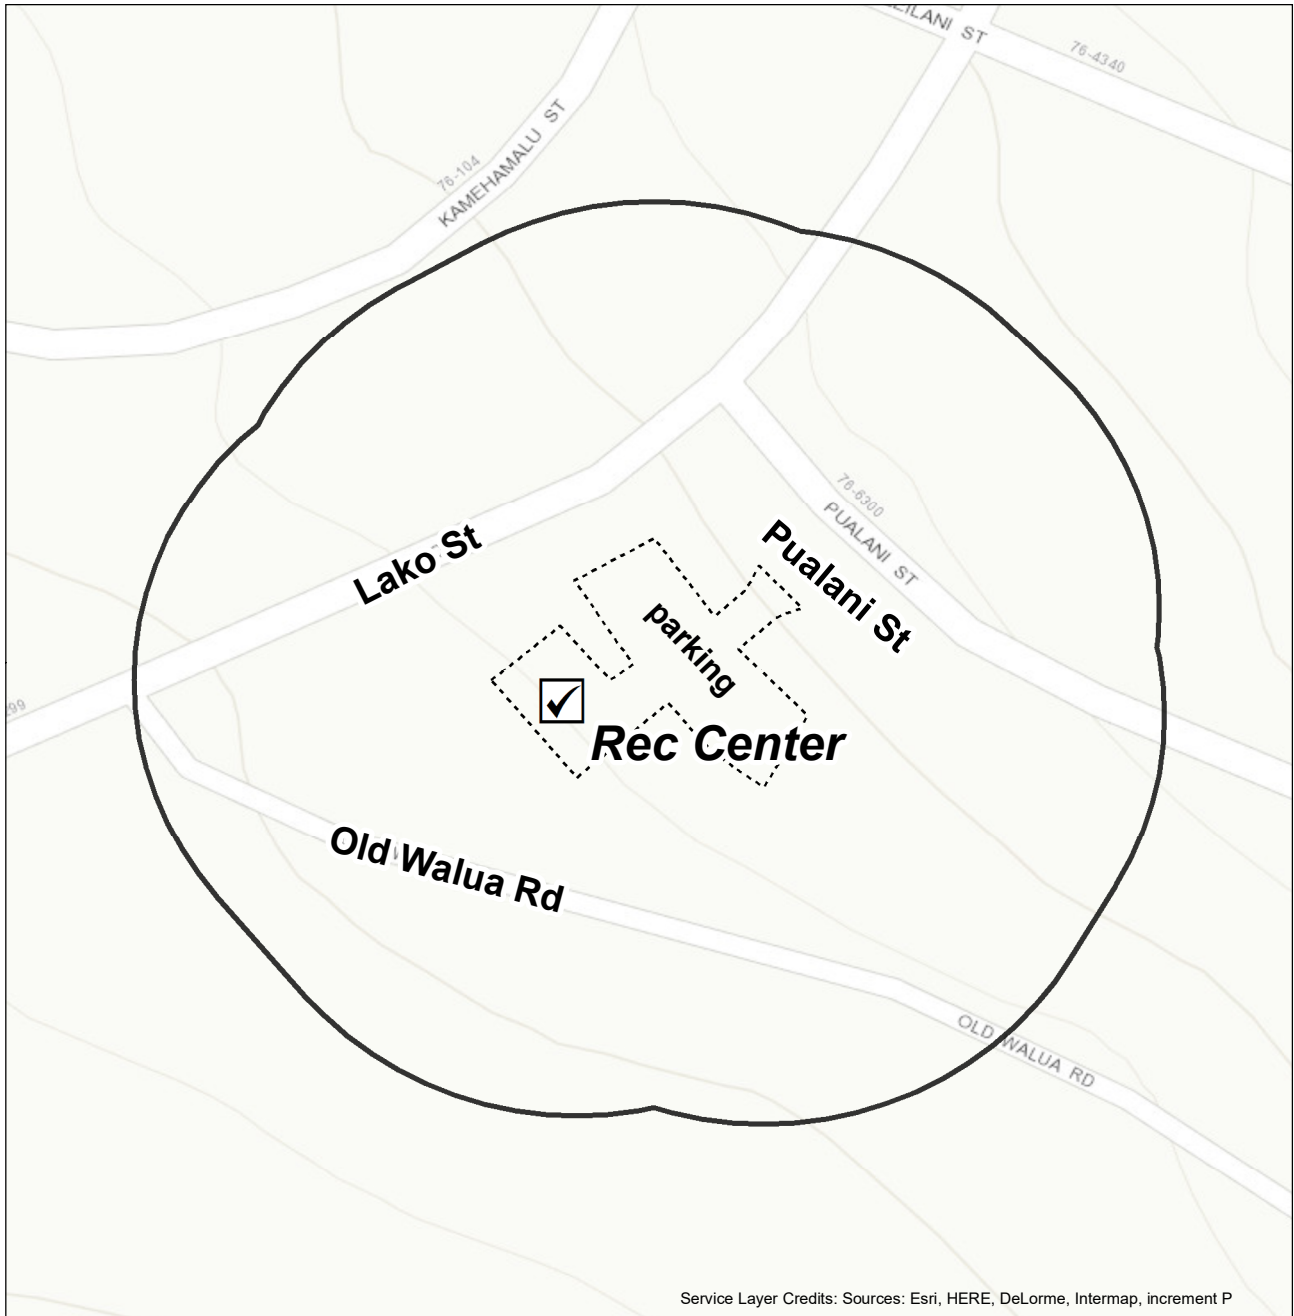 ST
76-4340
KAMEHAMALU ST
76-104
76-6300
PUALANI ST
Pualani St
Lako St
parking
Rec Center
Old Walua Rd
OLD WALUA RD
Service Layer Credits: Sources: Esri, HERE, DeLorme, Intermap, increment P